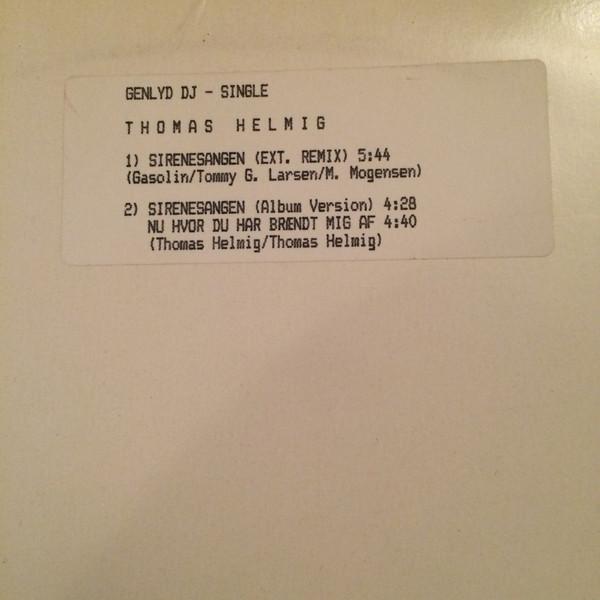 GENLYD DJ - SINGLE
THOMAS HELMIG
1) SIRENESANGEN (EXT. REMIX) 5:44
(Gasolin/Tommy G. Larsen/M. Mogensen)
2) SIRENESANGEN (Album Version) 4:28
NU HVOR DU HAR BRÆNDT MIG AF 4:40
(Thomas Helmig/Thomas Helmig)